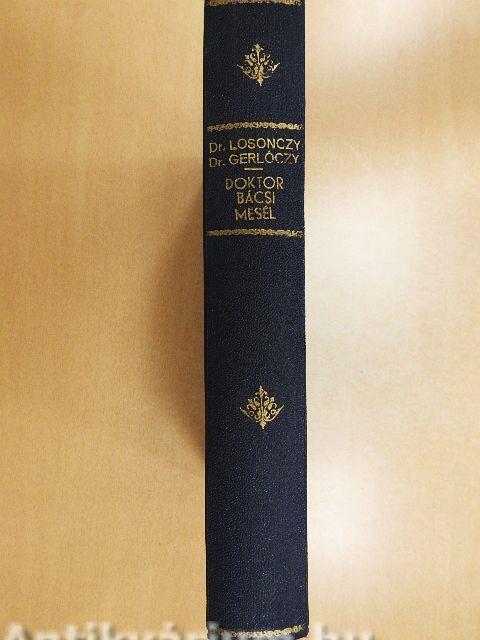 Dr. LOSONCZY
Dr. GERLÓCZY
DOKTOR
BÁCSI
MESÉL